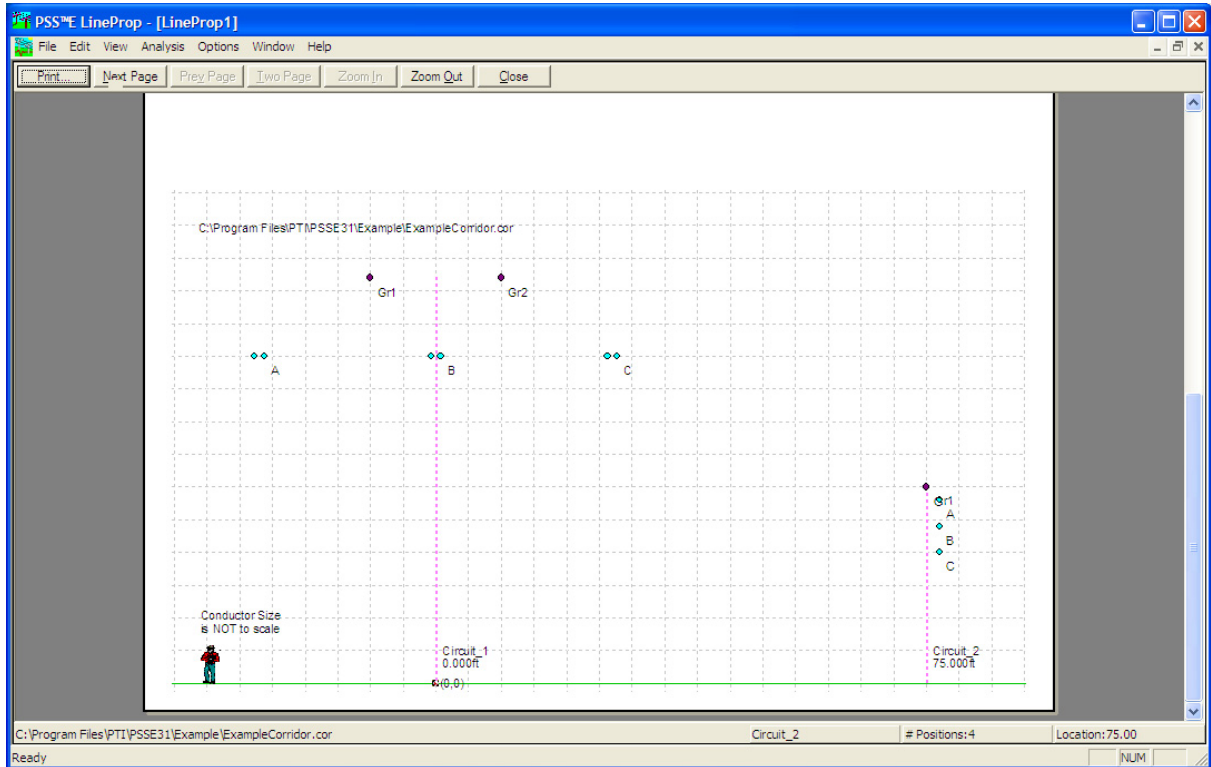 PSS™E LineProp - [LineProp1]
File Edit View Analysis Options Window Help
Print... Next Page Prev Page Two Page Zoom In Zoom Out Close
C:\Program Files\PTI\PSSE31\Example\ExampleCorridor.cor
Gr1 Gr2
A B C
Gr1
A
B
C
Conductor Size
is NOT to scale
Circuit_1
0.000ft
(0,0)
Circuit_2
75.000ft
C:\Program Files\PTI\PSSE31\Example\ExampleCorridor.cor Circuit_2 # Positions:4 Location:75.00
Ready NUM